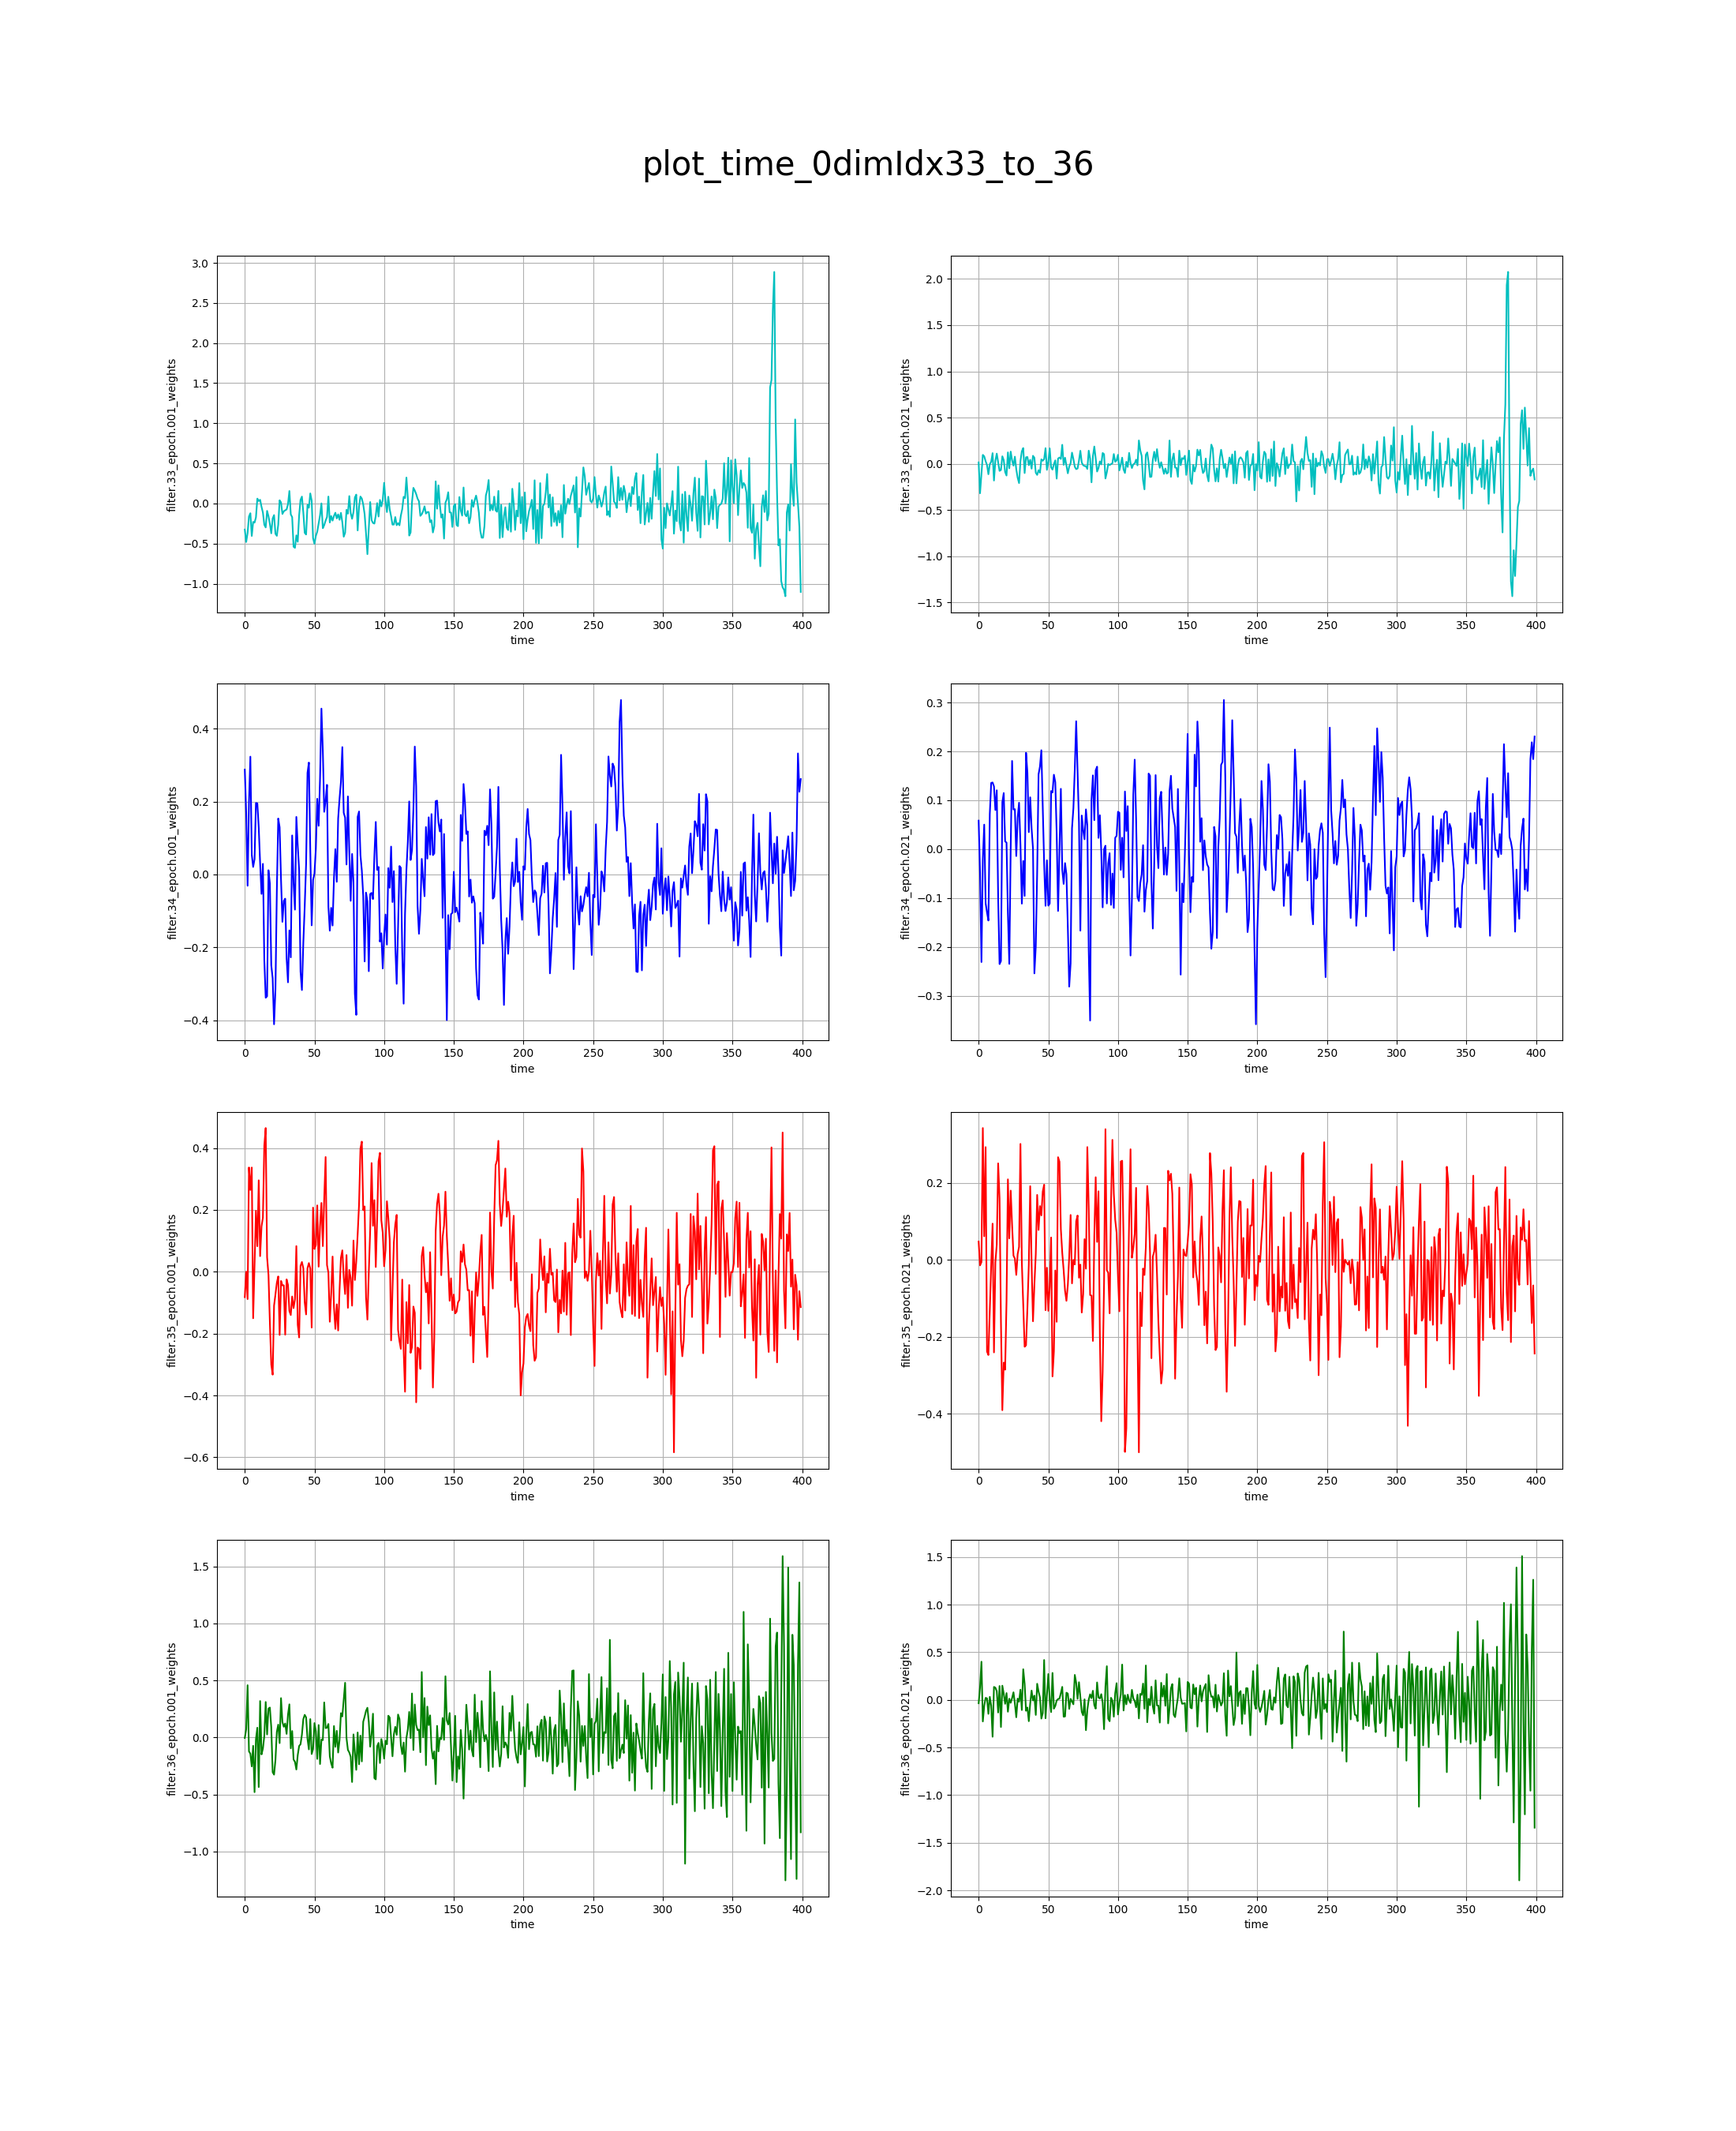 plot_time_0dimIdx33_to_36
filter.33_epoch.001_weights
3.0
2.5
2.0
1.5
1.0
0.5
0.0
−0.5
−1.0
0 50 100 150 200 250 300 350 400
time
filter.33_epoch.021_weights
2.0
1.5
1.0
0.5
0.0
−0.5
−1.0
−1.5
0 50 100 150 200 250 300 350 400
time
filter.34_epoch.001_weights
0.4
0.2
0.0
−0.2
−0.4
0 50 100 150 200 250 300 350 400
time
filter.34_epoch.021_weights
0.3
0.2
0.1
0.0
−0.1
−0.2
−0.3
0 50 100 150 200 250 300 350 400
time
filter.35_epoch.001_weights
0.4
0.2
0.0
−0.2
−0.4
−0.6
0 50 100 150 200 250 300 350 400
time
filter.35_epoch.021_weights
0.2
0.0
−0.2
−0.4
0 50 100 150 200 250 300 350 400
time
filter.36_epoch.001_weights
1.5
1.0
0.5
0.0
−0.5
−1.0
0 50 100 150 200 250 300 350 400
time
filter.36_epoch.021_weights
1.5
1.0
0.5
0.0
−0.5
−1.0
−1.5
−2.0
0 50 100 150 200 250 300 350 400
time